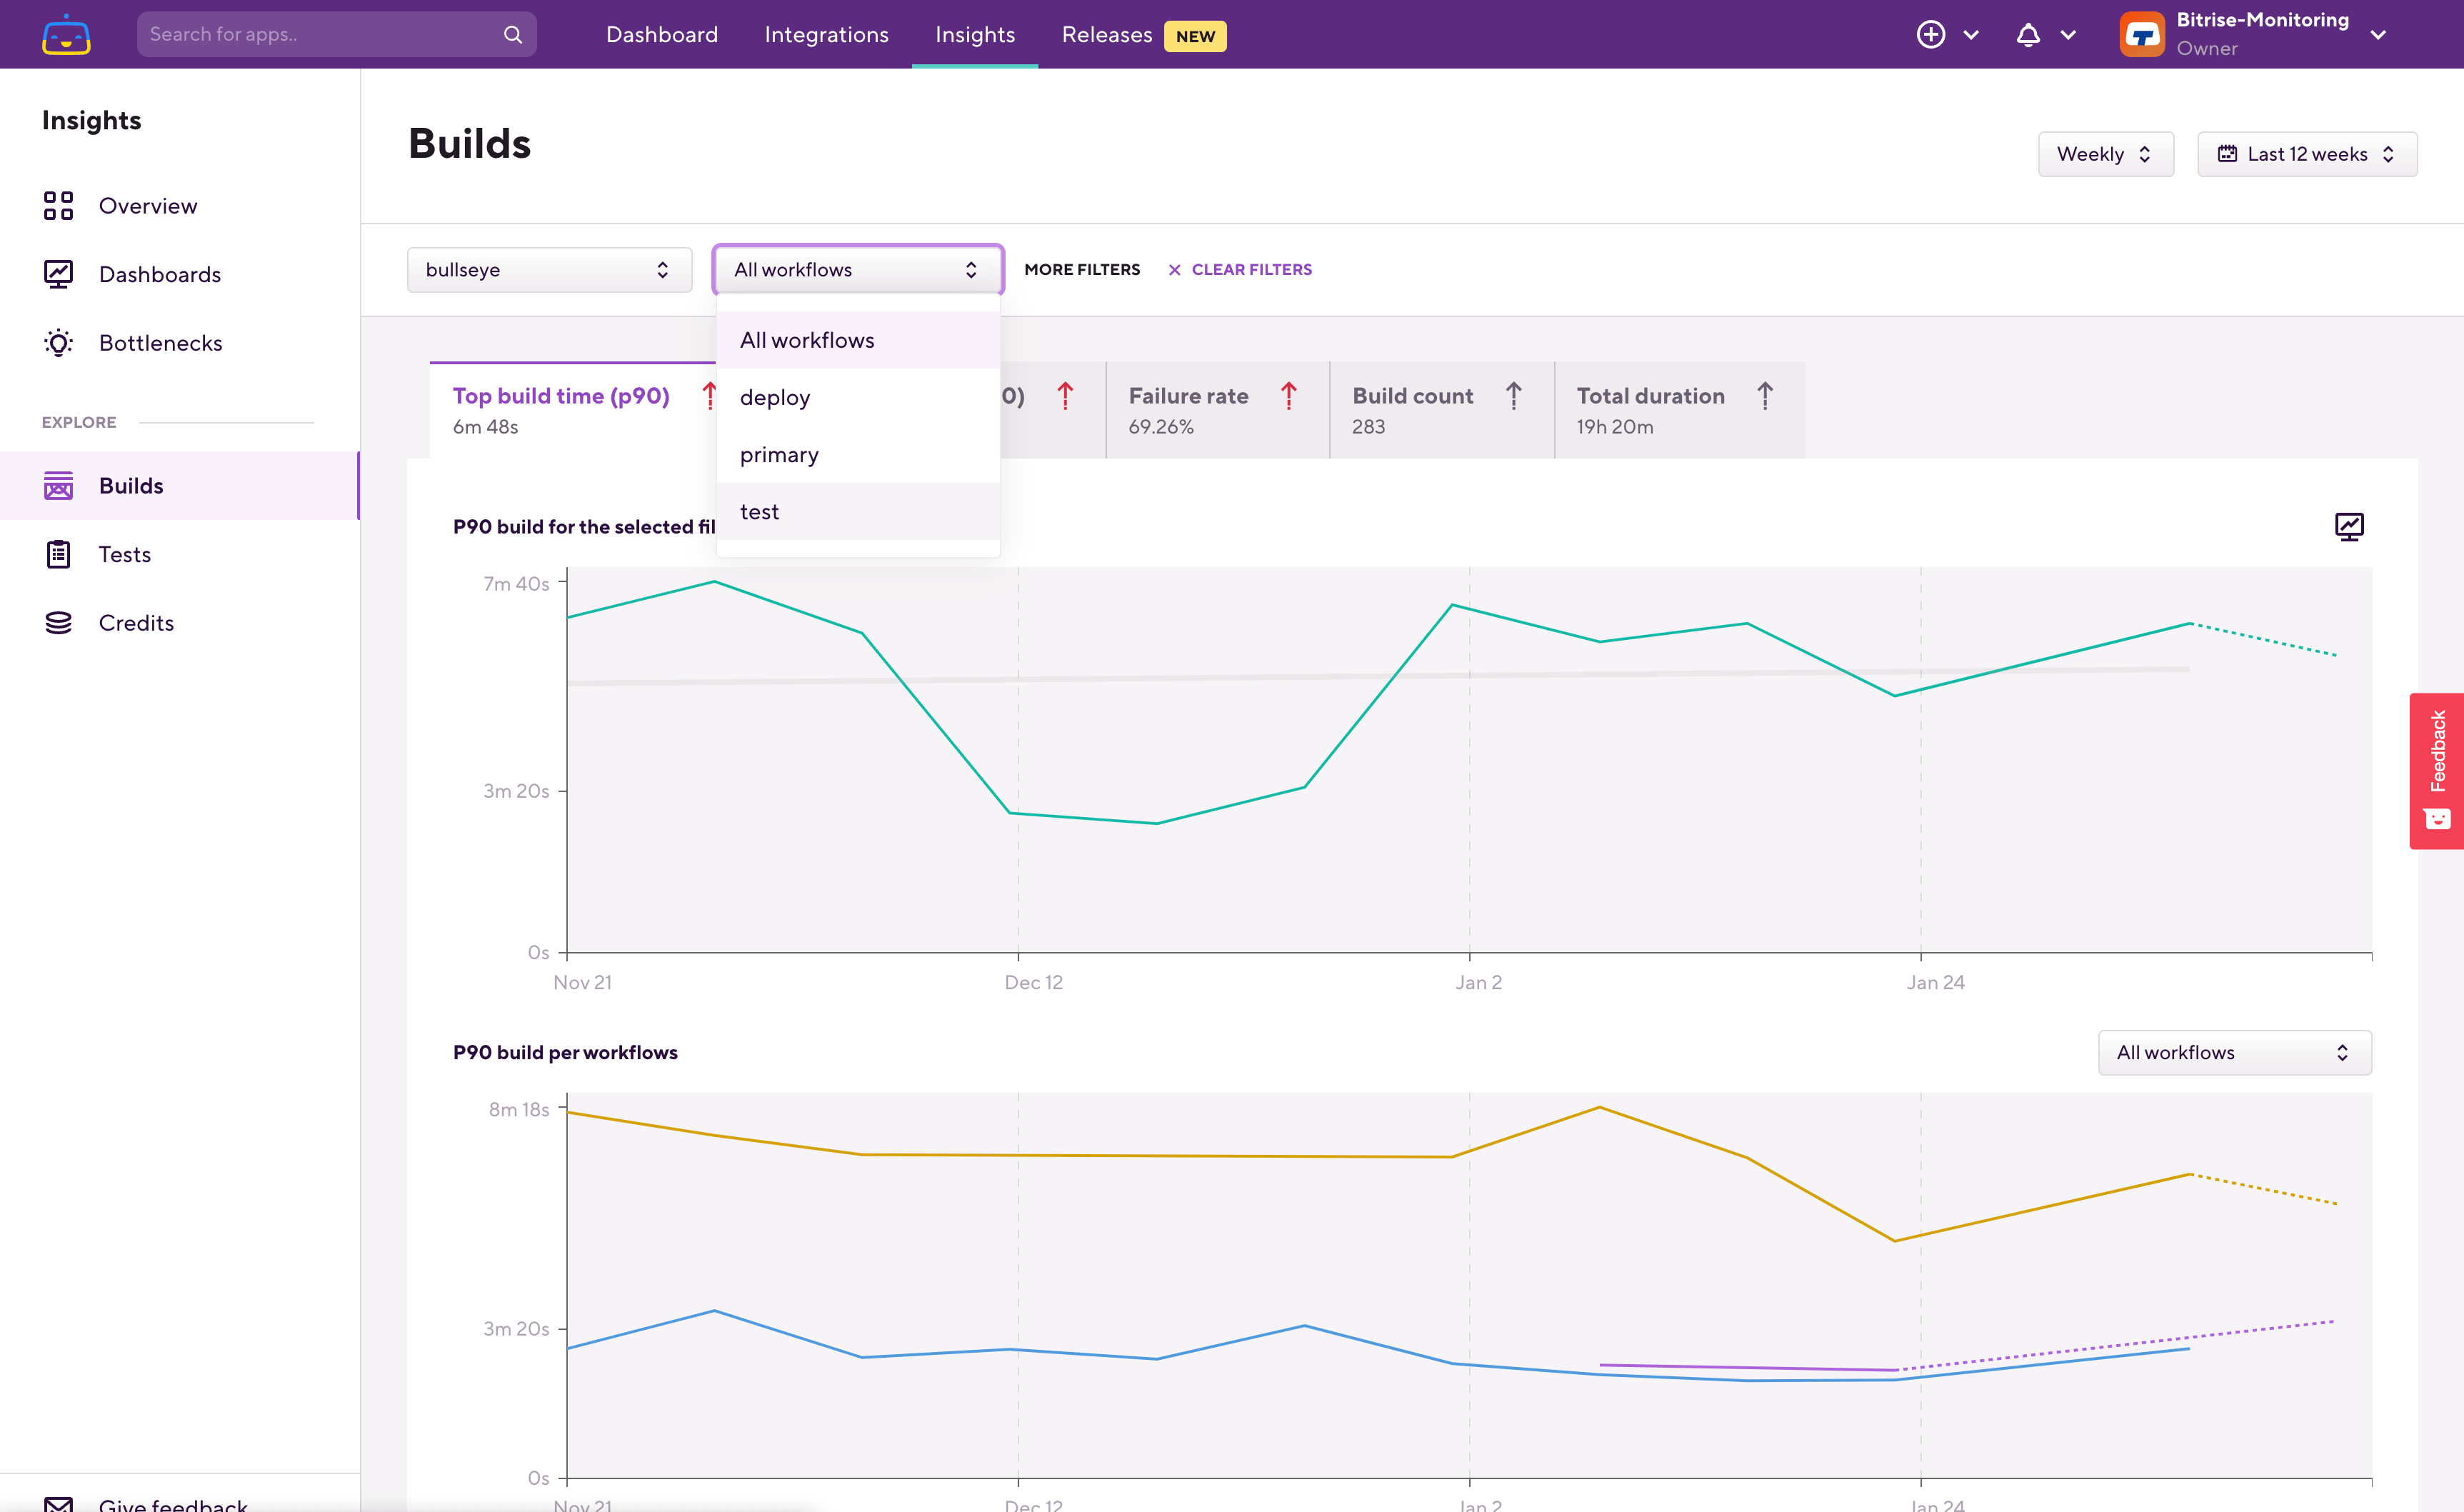 Search for apps..
Dashboard
Integrations
Insights
Releases
NEW
Bitrise-Monitoring
Owner
Insights
Overview
Dashboards
Bottlenecks
EXPLORE
Builds
Tests
Credits
Give feedback
Builds
Weekly
Last 12 weeks
bullseye
All workflows
MORE FILTERS
CLEAR FILTERS
All workflows
deploy
primary
test
Top build time (p90)
6m 48s
0)
Failure rate
69.26%
Build count
283
Total duration
19h 20m
P90 build for the selected fil
7m 40s
3m 20s
0s
Nov 21
Dec 12
Jan 2
Jan 24
P90 build per workflows
All workflows
8m 18s
3m 20s
0s
Nov 21
Dec 12
Jan 2
Jan 24
Feedback